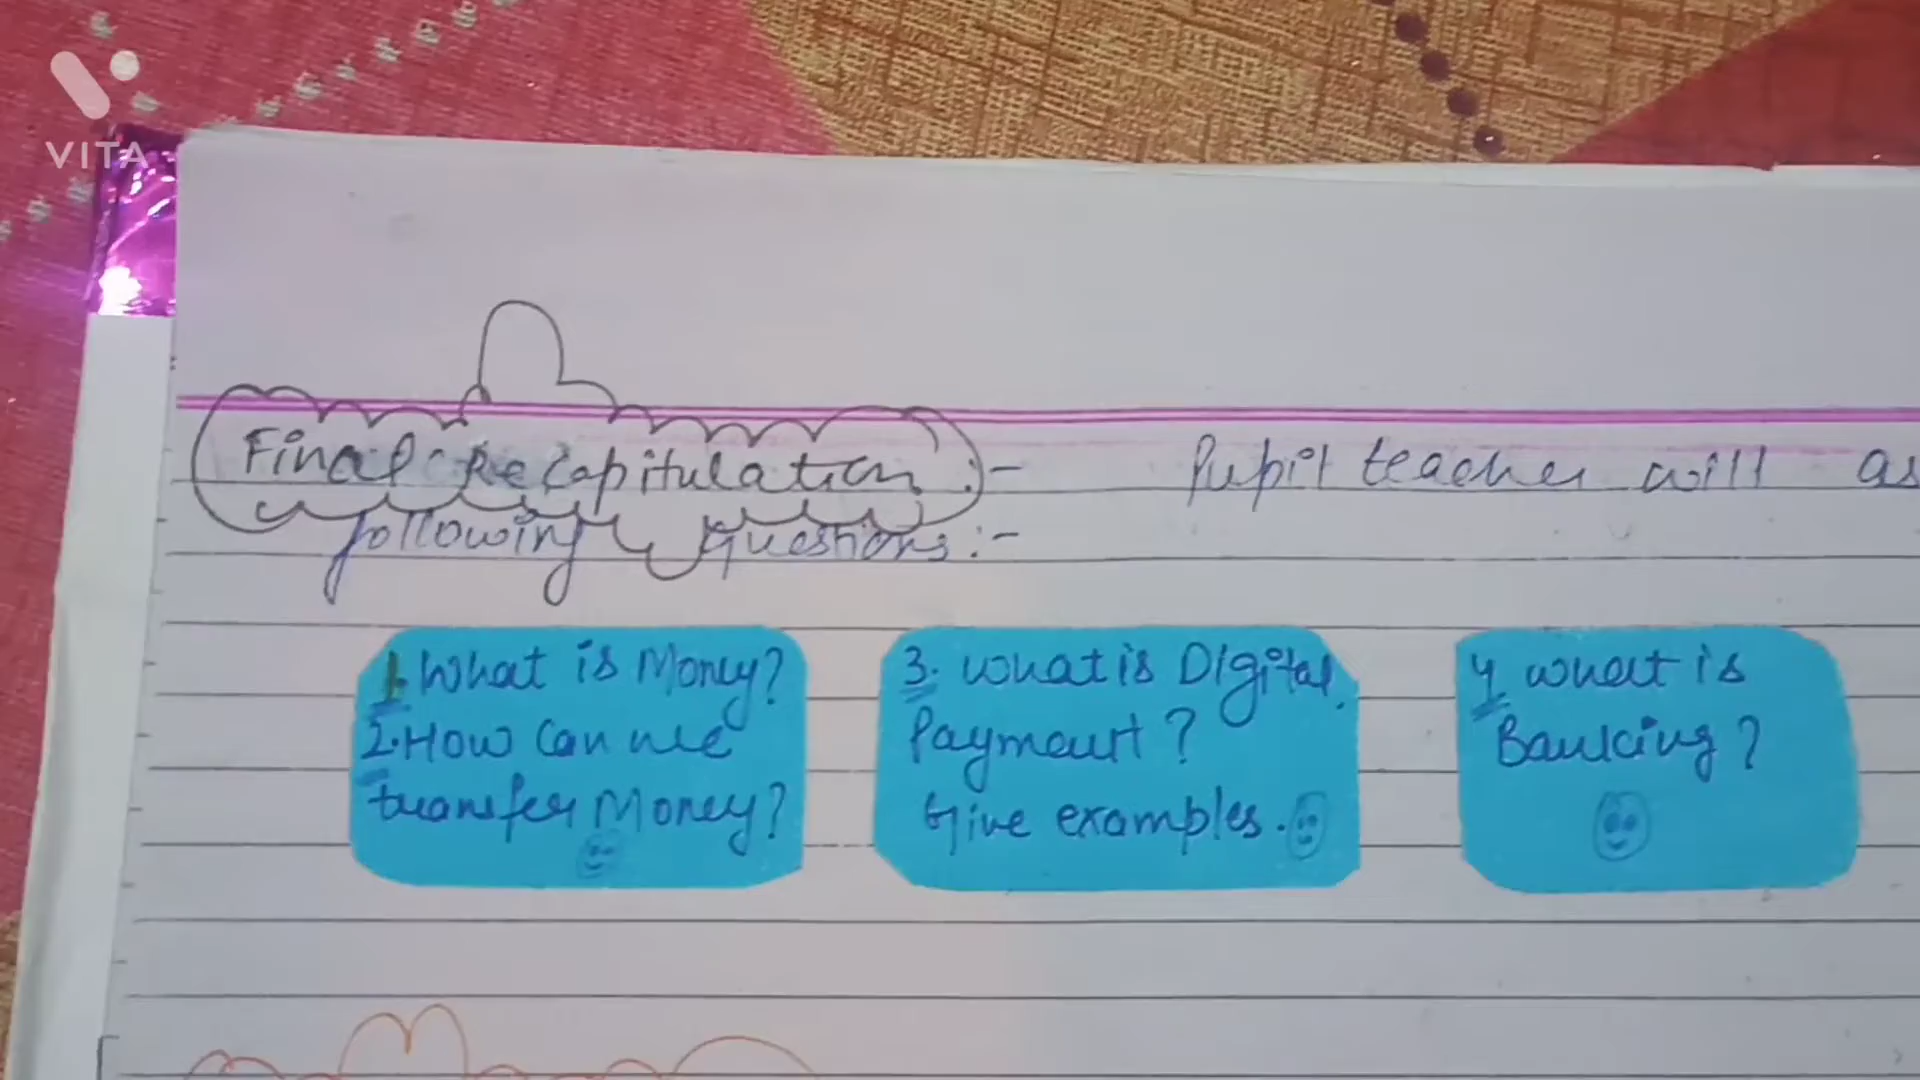 VITA
Final Recapitulation :- Pupil teacher will as
following questions :-
1. What is Money?
2. How can we
transfer Money?
3. what is Digital
Payment?
Give examples.
4 what is
Banking?